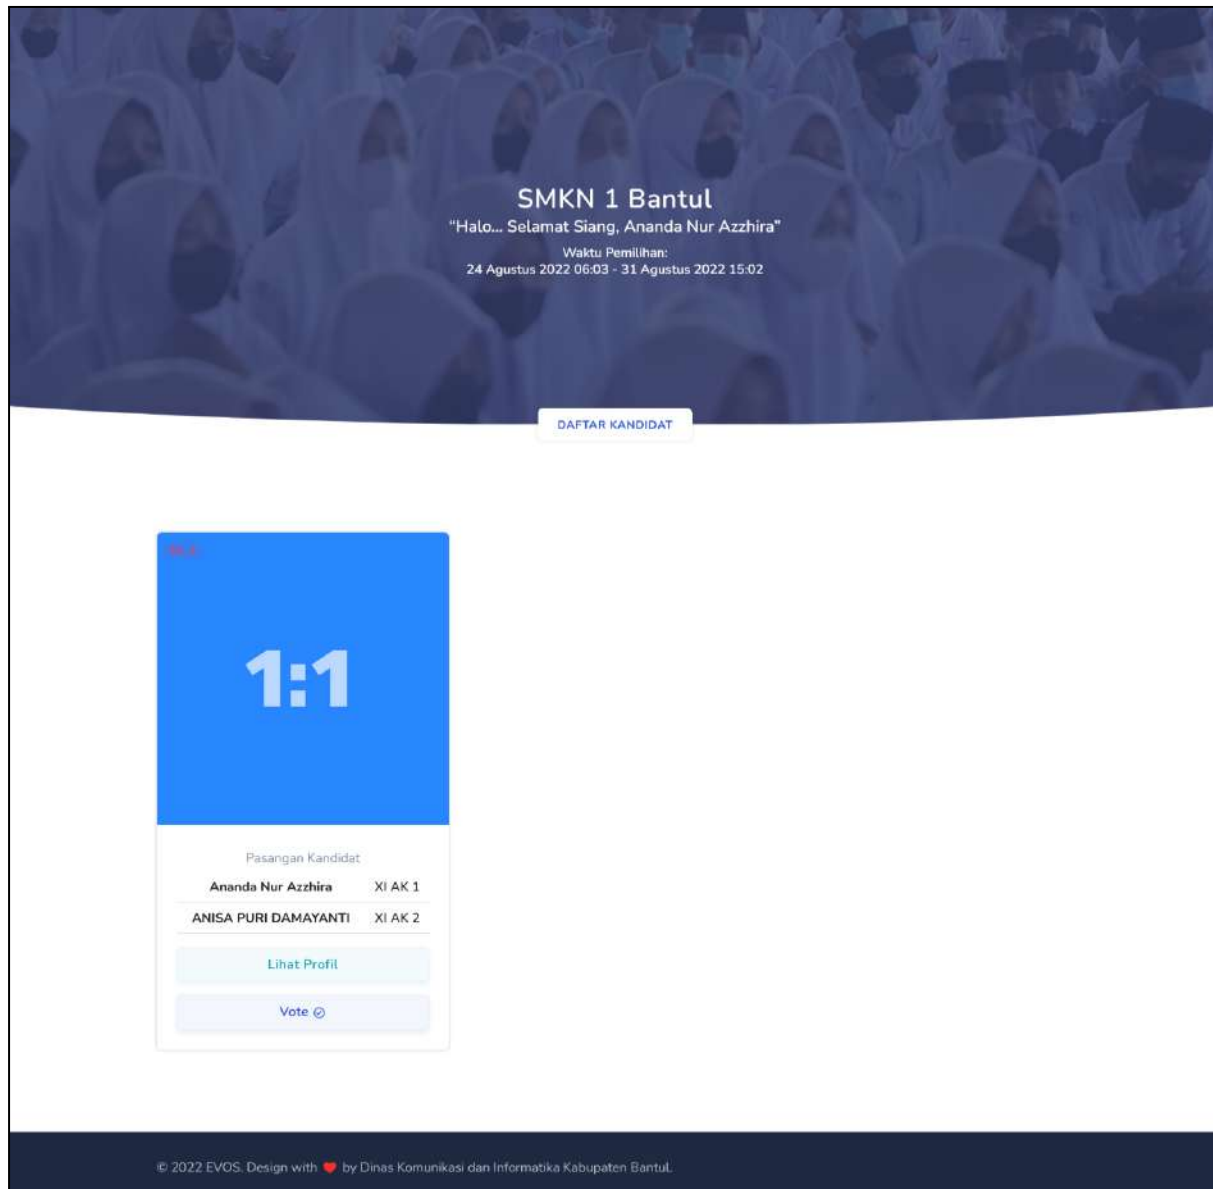 SMKN 1 Bantul
"Halo... Selamat Siang, Ananda Nur Azzhira"
Waktu Pemilihan:
24 Agustus 2022 06:03 - 31 Agustus 2022 15:02
DAFTAR KANDIDAT
1:1
Pasangan Kandidat
Ananda Nur Azzhira XI AK 1
ANISA PURI DAMAYANTI XI AK 2
Lihat Profil
Vote
© 2022 EVOS. Design with ❤ by Dinas Komunikasi dan Informatika Kabupaten Bantul.